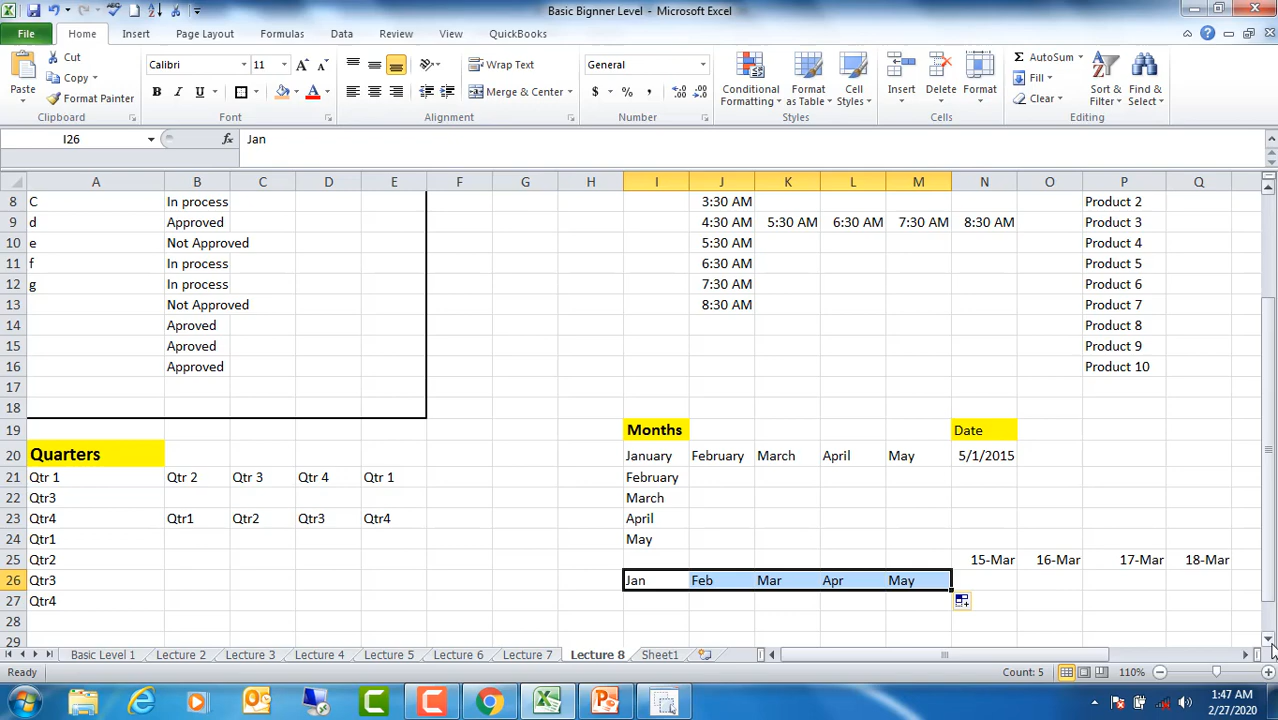 Basic Bignner Level - Microsoft Excel
File Home Insert Page Layout Formulas Data Review View QuickBooks
Paste Cut Copy Format Painter
Calibri 11 A A
B I U A
Wrap Text
Merge & Center
General
$ % ,
Conditional Formatting Format as Table Cell Styles
Insert Delete Format
AutoSum Fill Clear
Sort & Filter Find & Select
Clipboard Font Alignment Number Styles Cells Editing
I26 fx Jan
A B C D E F G H I J K L M N O P Q
8 C In process 3:30 AM Product 2
9 d Approved 4:30 AM 5:30 AM 6:30 AM 7:30 AM 8:30 AM Product 3
10 e Not Approved 5:30 AM Product 4
11 f In process 6:30 AM Product 5
12 g In process 7:30 AM Product 6
13 Not Approved 8:30 AM Product 7
14 Aproved Product 8
15 Aproved Product 9
16 Approved Product 10
17
18
19 Months Date
20 Quarters January February March April May 5/1/2015
21 Qtr 1 Qtr 2 Qtr 3 Qtr 4 Qtr 1 February
22 Qtr3 March
23 Qtr4 Qtr1 Qtr2 Qtr3 Qtr4 April
24 Qtr1 May
25 Qtr2 15-Mar 16-Mar 17-Mar 18-Mar
26 Qtr3 Jan Feb Mar Apr May
27 Qtr4
28
29
Basic Level 1 Lecture 2 Lecture 3 Lecture 4 Lecture 5 Lecture 6 Lecture 7 Lecture 8 Sheet1
Ready Count: 5 110%
1:47 AM
2/27/2020